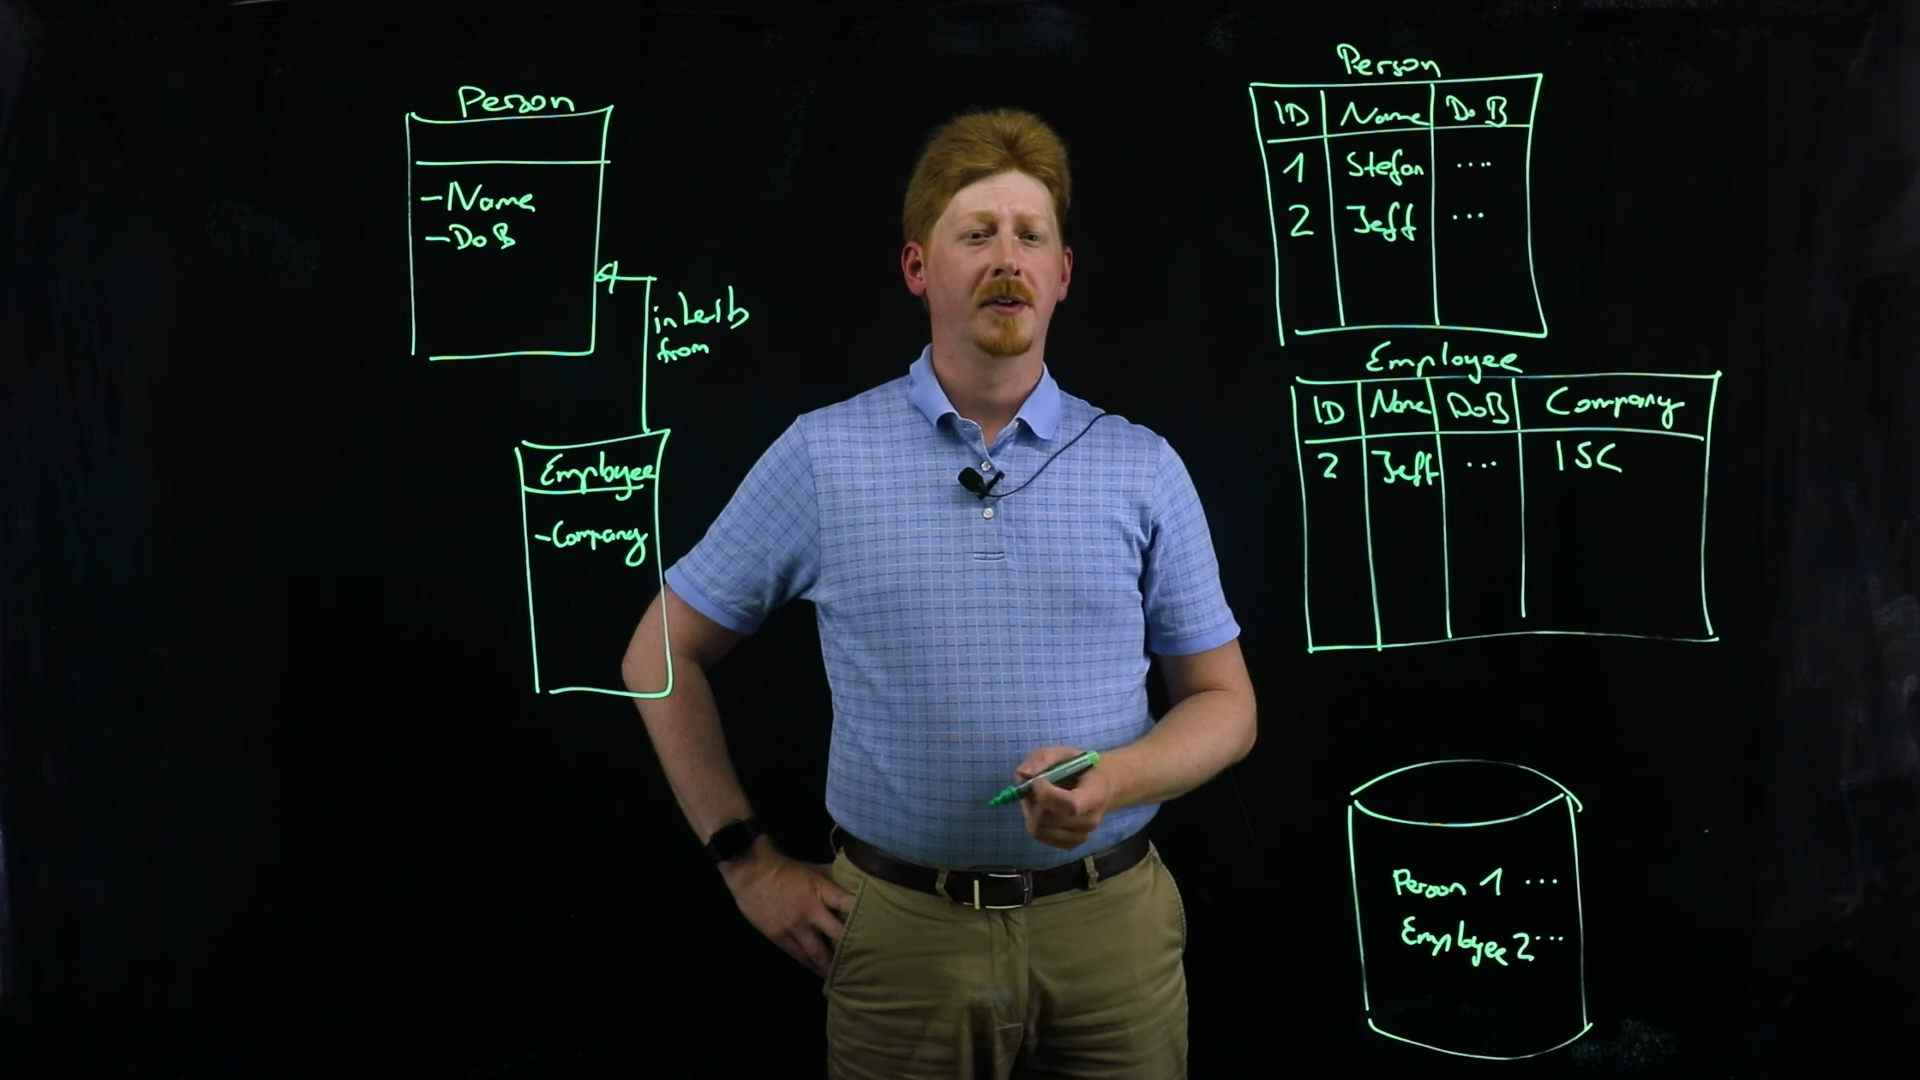 Person
- Name
- DoB
inherits
from
Employee
- Company
Person
ID Name DoB
1 Stefan ....
2 Jeff ...
Employee
ID Name DoB Company
2 Jeff ... ISC
Person 1 ...
Employee 2 ...